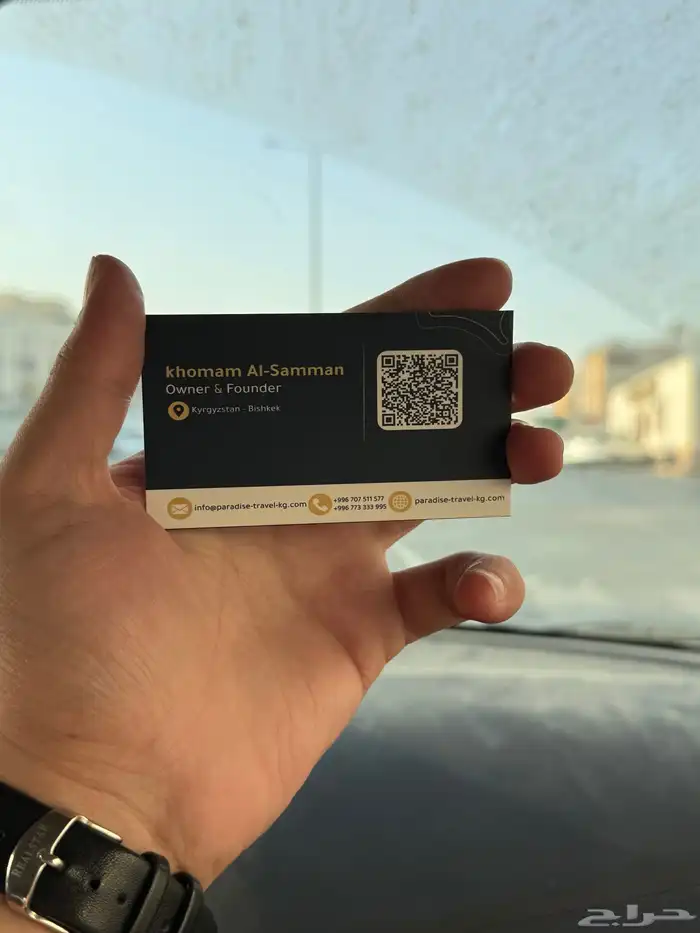 khomam Al-Samman
Owner & Founder
Kyrgyzstan - Bishkek
info@paradise-travel-kg.com
+996 707 511 577
+996 773 333 995
paradise-travel-kg.com
REALSTAR
حراج